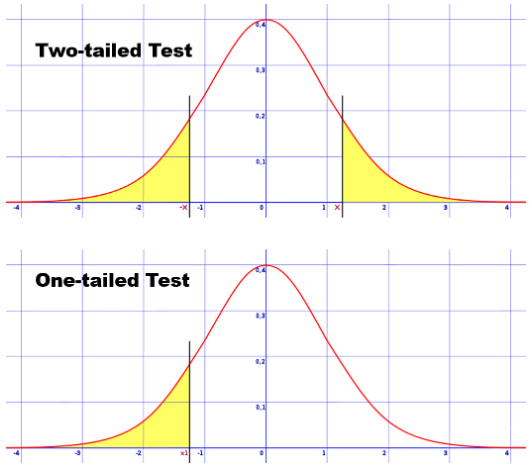 Two-tailed Test
0,4
0,3
0,2
0,1
-4 -3 -2 -X -1 0 1 X 2 3 4
One-tailed Test
0,4
0,3
0,2
0,1
-4 -3 -2 x1 -1 0 1 2 3 4